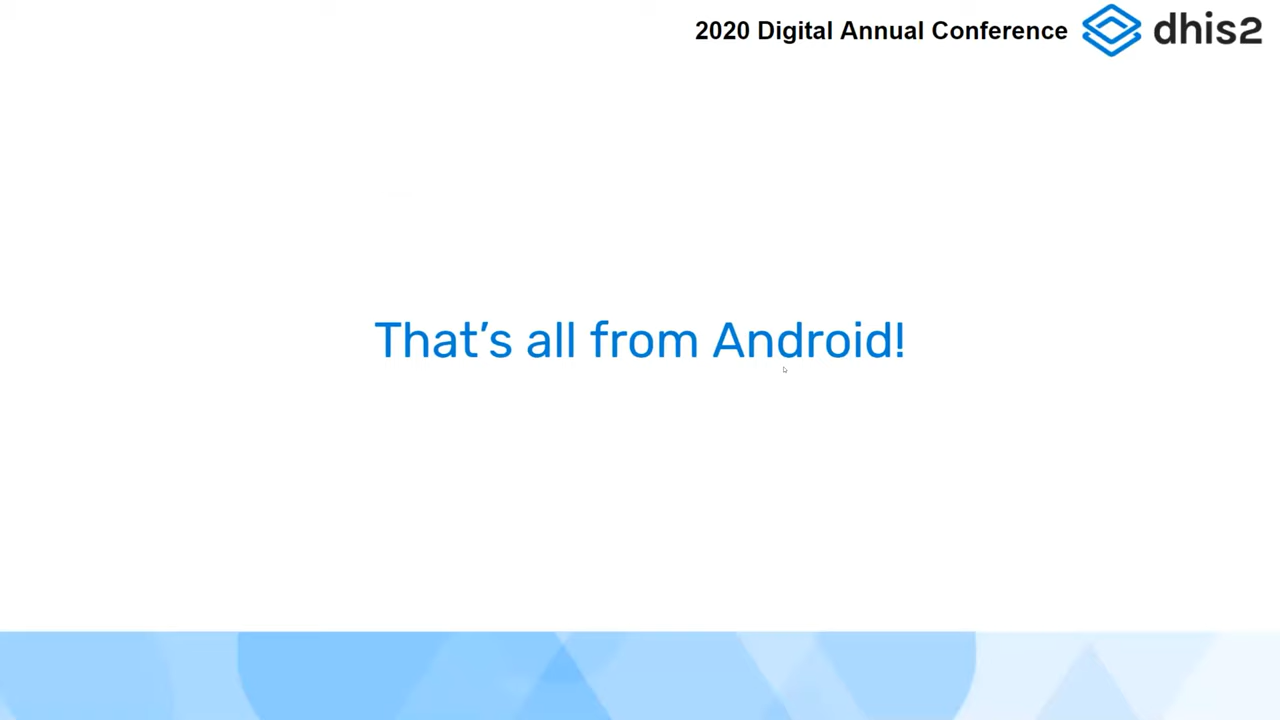 2020 Digital Annual Conference dhis2
That’s all from Android!